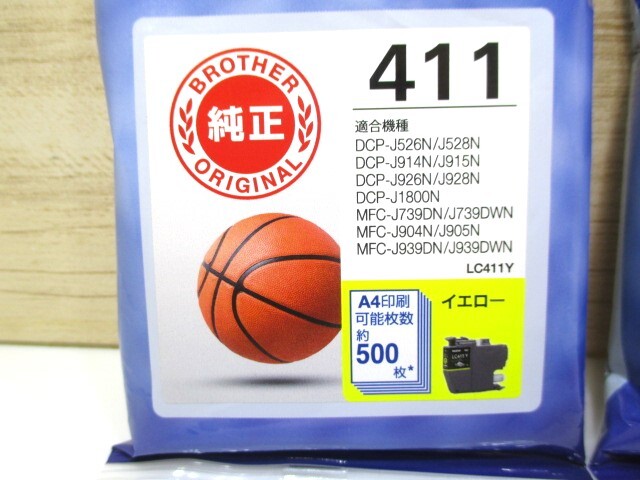 BROTHER
純正
ORIGINAL
411
適合機種
DCP-J526N/J528N
DCP-J914N/J915N
DCP-J926N/J928N
DCP-J1800N
MFC-J739DN/J739DWN
MFC-J904N/J905N
MFC-J939DN/J939DWN
LC411Y
A4印刷
可能枚数
約
500
枚*
イエロー
LC411Y